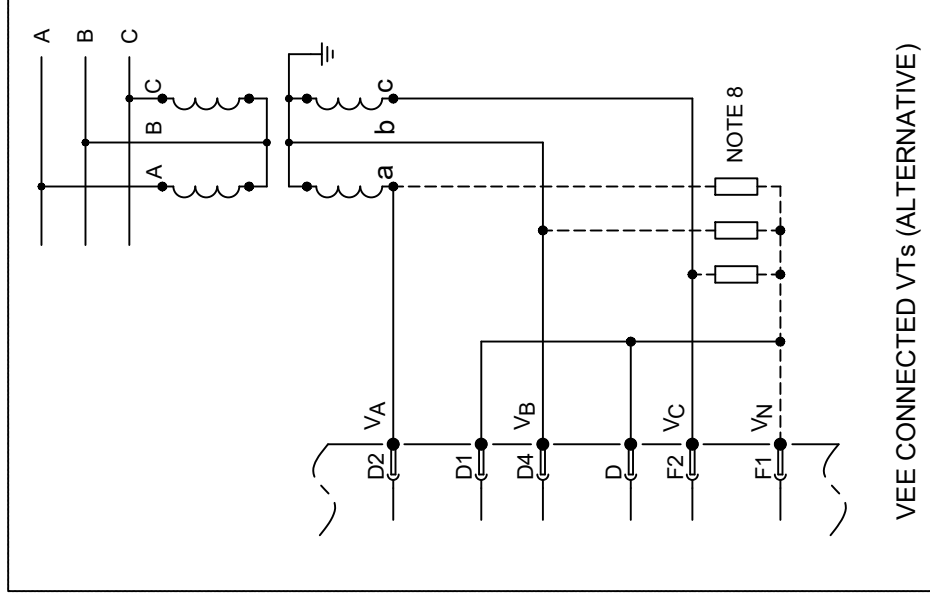 A
B
C
A B C
a b c
D2 VA
D1
D4 VB
D
F2 VC
NOTE 8
F1 VN
VEE CONNECTED VTs (ALTERNATIVE)